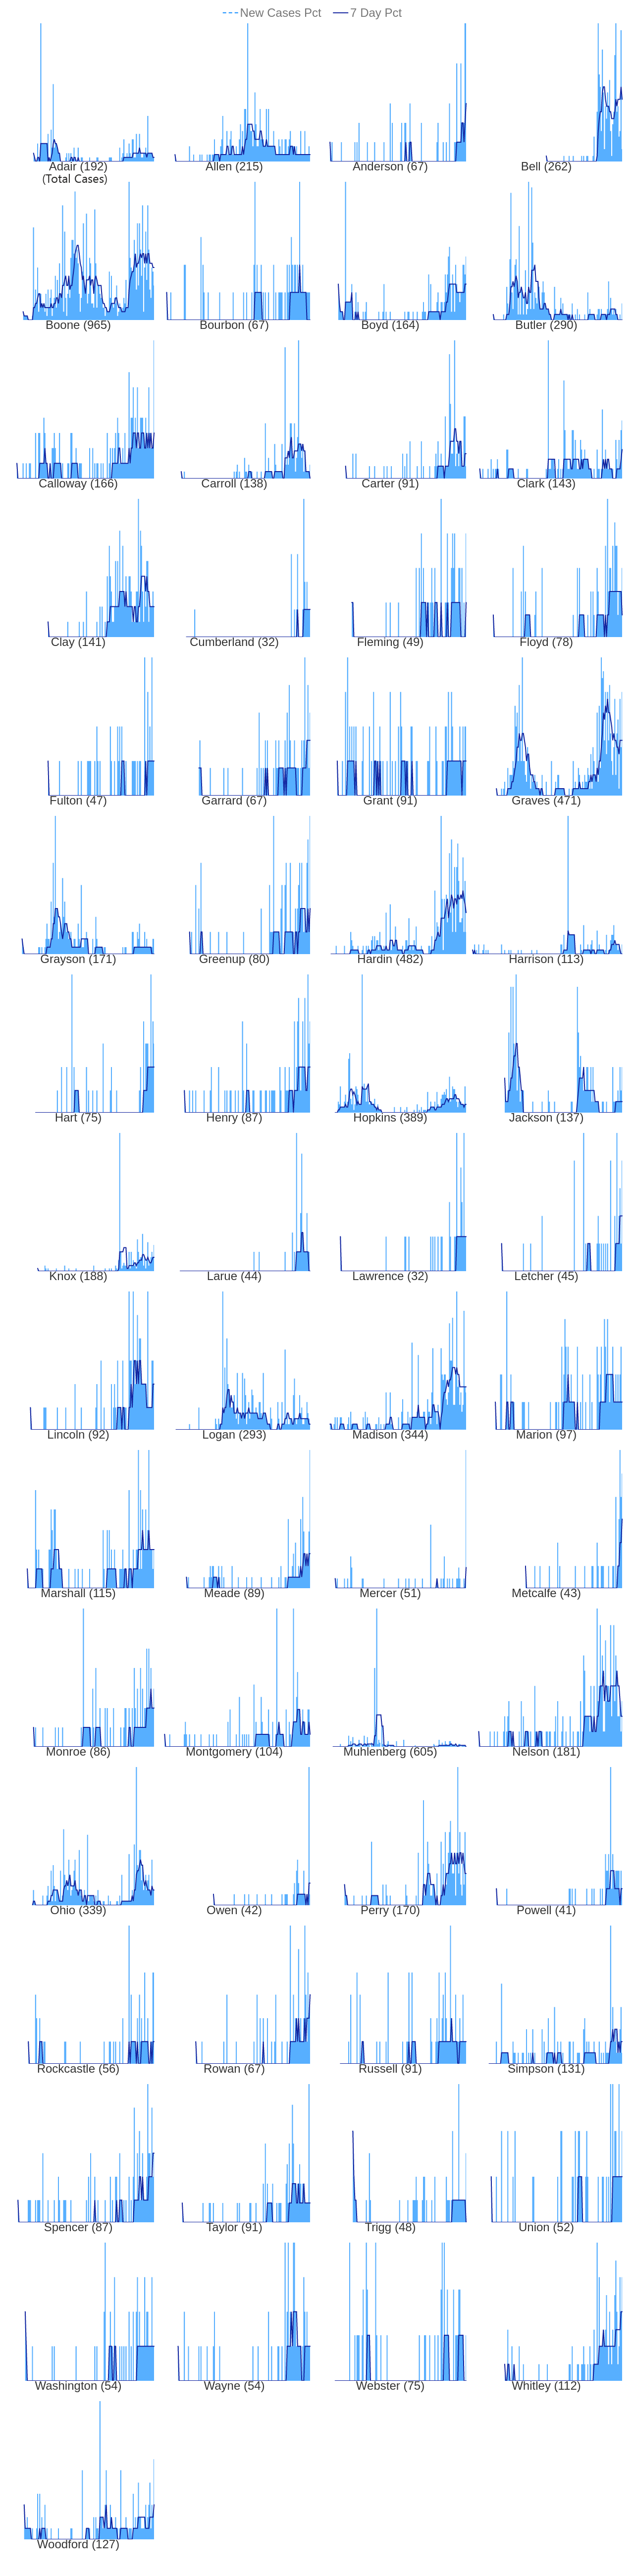 New Cases Pct 7 Day Pct
Adair (192) Allen (215) Anderson (67) Bell (262)
(Total Cases)
Boone (965) Bourbon (67) Boyd (164) Butler (290)
Calloway (166) Carroll (138) Carter (91) Clark (143)
Clay (141) Cumberland (32) Fleming (49) Floyd (78)
Fulton (47) Garrard (67) Grant (91) Graves (471)
Grayson (171) Greenup (80) Hardin (482) Harrison (113)
Hart (75) Henry (87) Hopkins (389) Jackson (137)
Knox (188) Larue (44) Lawrence (32) Letcher (45)
Lincoln (92) Logan (293) Madison (344) Marion (97)
Marshall (115) Meade (89) Mercer (51) Metcalfe (43)
Monroe (86) Montgomery (104) Muhlenberg (605) Nelson (181)
Ohio (339) Owen (42) Perry (170) Powell (41)
Rockcastle (56) Rowan (67) Russell (91) Simpson (131)
Spencer (87) Taylor (91) Trigg (48) Union (52)
Washington (54) Wayne (54) Webster (75) Whitley (112)
Woodford (127)